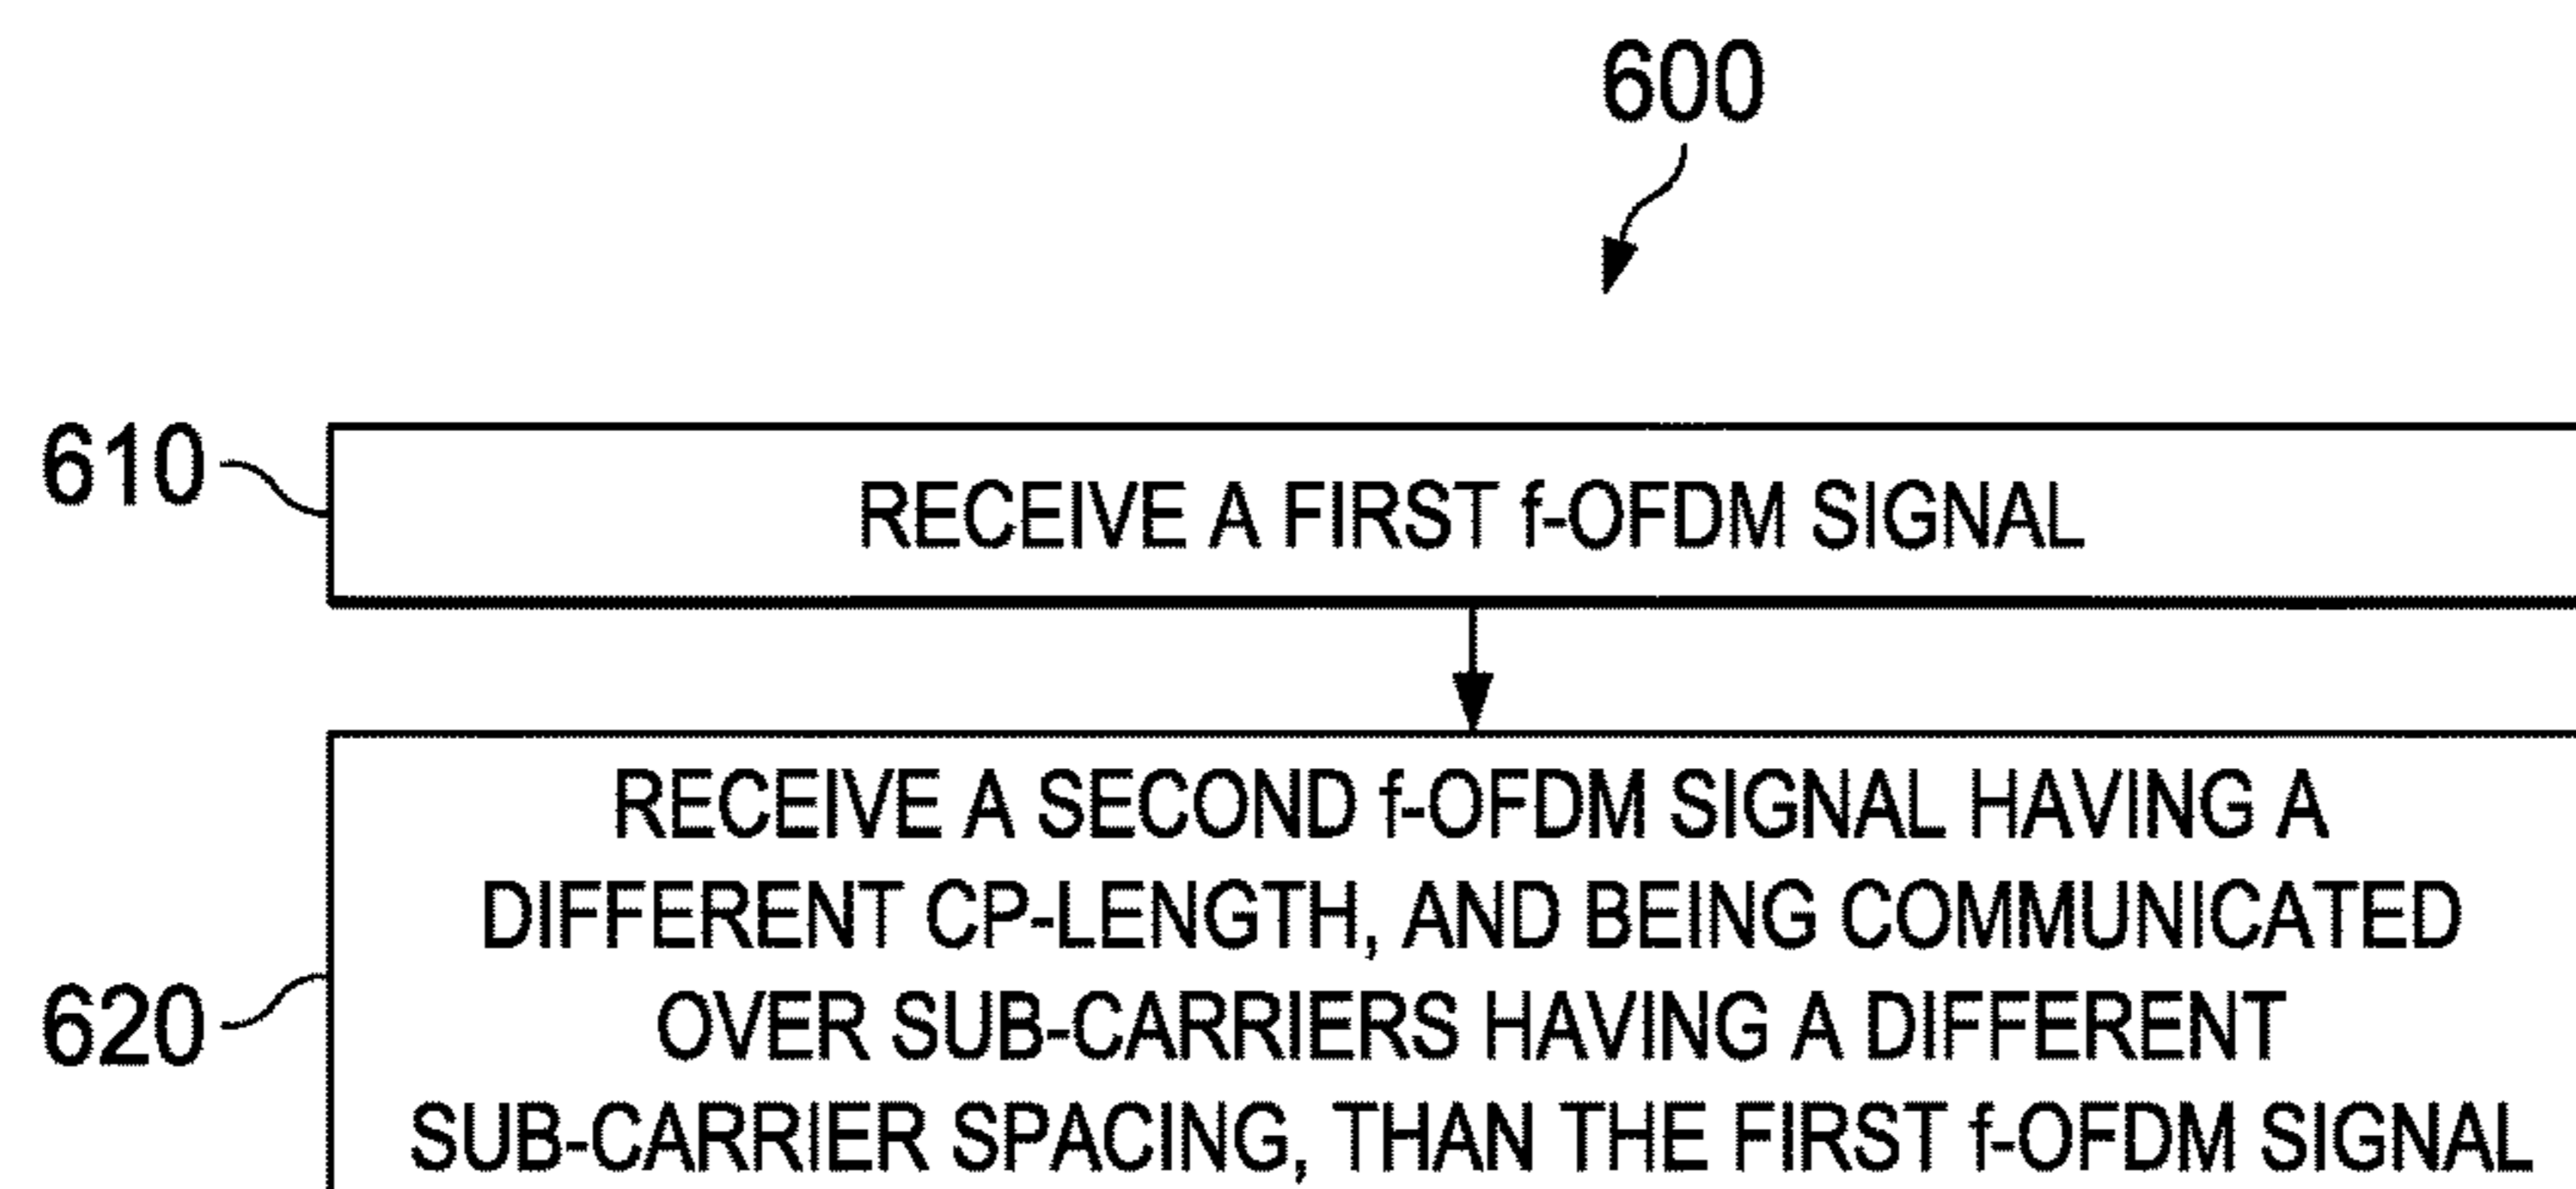 600
610
RECEIVE A FIRST f-OFDM SIGNAL
620
RECEIVE A SECOND f-OFDM SIGNAL HAVING A
DIFFERENT CP-LENGTH, AND BEING COMMUNICATED
OVER SUB-CARRIERS HAVING A DIFFERENT
SUB-CARRIER SPACING, THAN THE FIRST f-OFDM SIGNAL